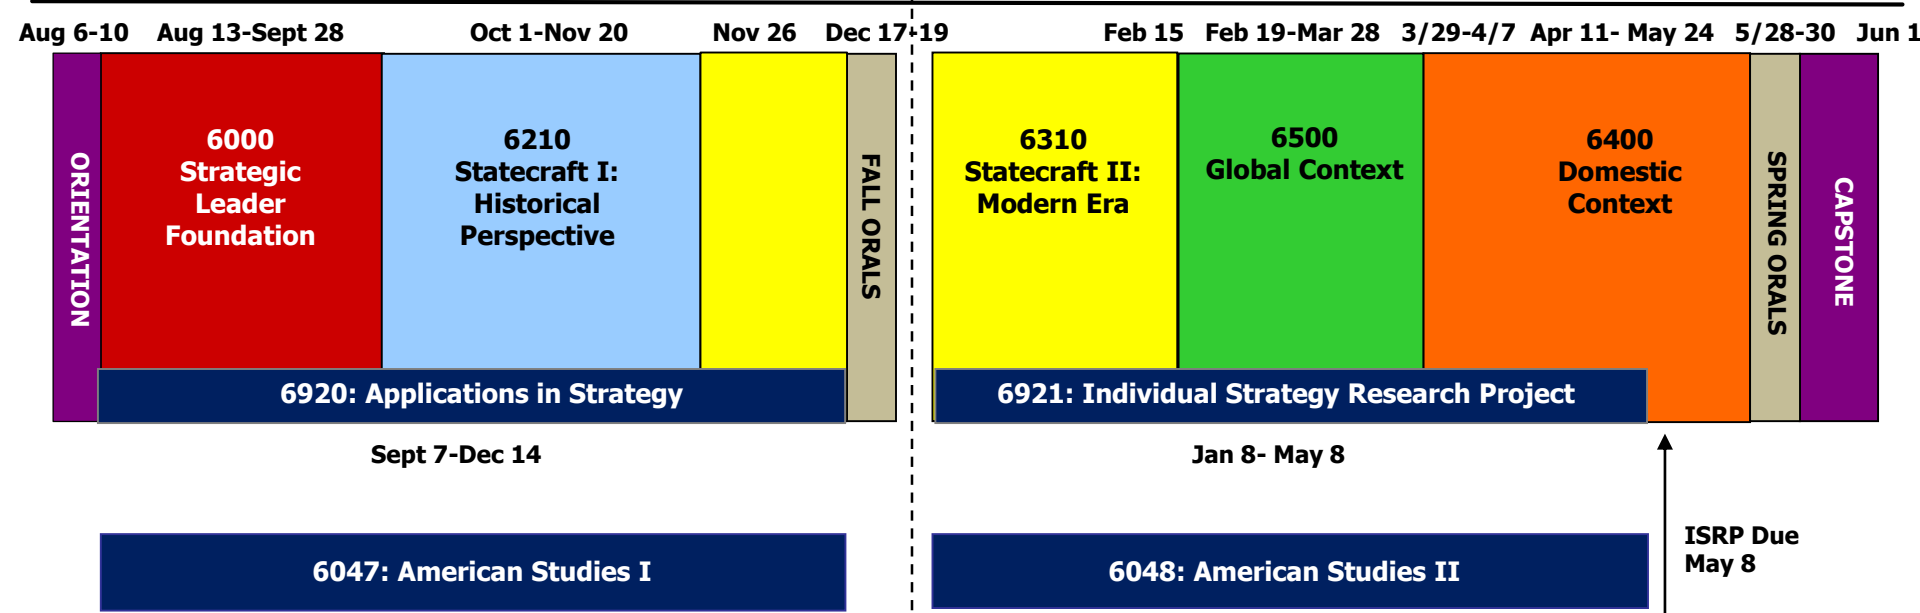 Aug 6-10 Aug 13-Sept 28 Oct 1-Nov 20 Nov 26 Dec 17-19 Feb 15 Feb 19-Mar 28 3/29-4/7 Apr 11- May 24 5/28-30 Jun 1
ORIENTATION
6000
Strategic
Leader
Foundation
6210
Statecraft I:
Historical
Perspective
FALL ORALS
6310
Statecraft II:
Modern Era
6500
Global Context
6400
Domestic
Context
SPRING ORALS
CAPSTONE
6920: Applications in Strategy
6921: Individual Strategy Research Project
Sept 7-Dec 14
Jan 8- May 8
ISRP Due
May 8
6047: American Studies I
6048: American Studies II